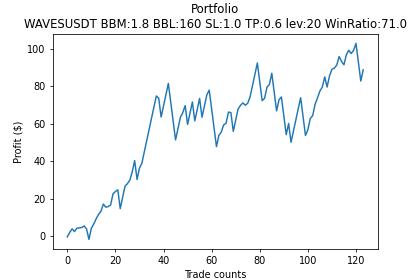 Portfolio
WAVESUSDT BBM:1.8 BBL:160 SL:1.0 TP:0.6 lev:20 WinRatio:71.0
100
80
60
40
20
0
Profit ($)
0 20 40 60 80 100 120
Trade counts